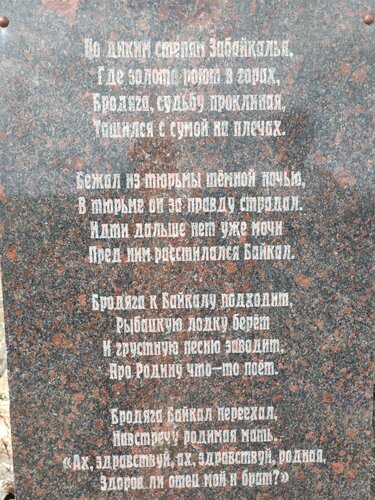 По диким степям Забайкалья,
Где золото роют в горах,
Бродяга, судьбу проклиная,
Тащился с сумой на плечах.
Бежал из тюрьмы тёмной ночью,
В тюрьме он за правду страдал.
Идти дальше нет уже мочи
Пред ним расстилался Байкал.
Бродяга к Байкалу подходит,
Рыбацкую лодку берёт
И грустную песню заводит,
Про Родину что-то поёт.
Бродяга Байкал переехал,
Навстречу родимая мать.
«Ах, здравствуй, ах, здравствуй, родная,
Здоров ли отец мой и брат?»